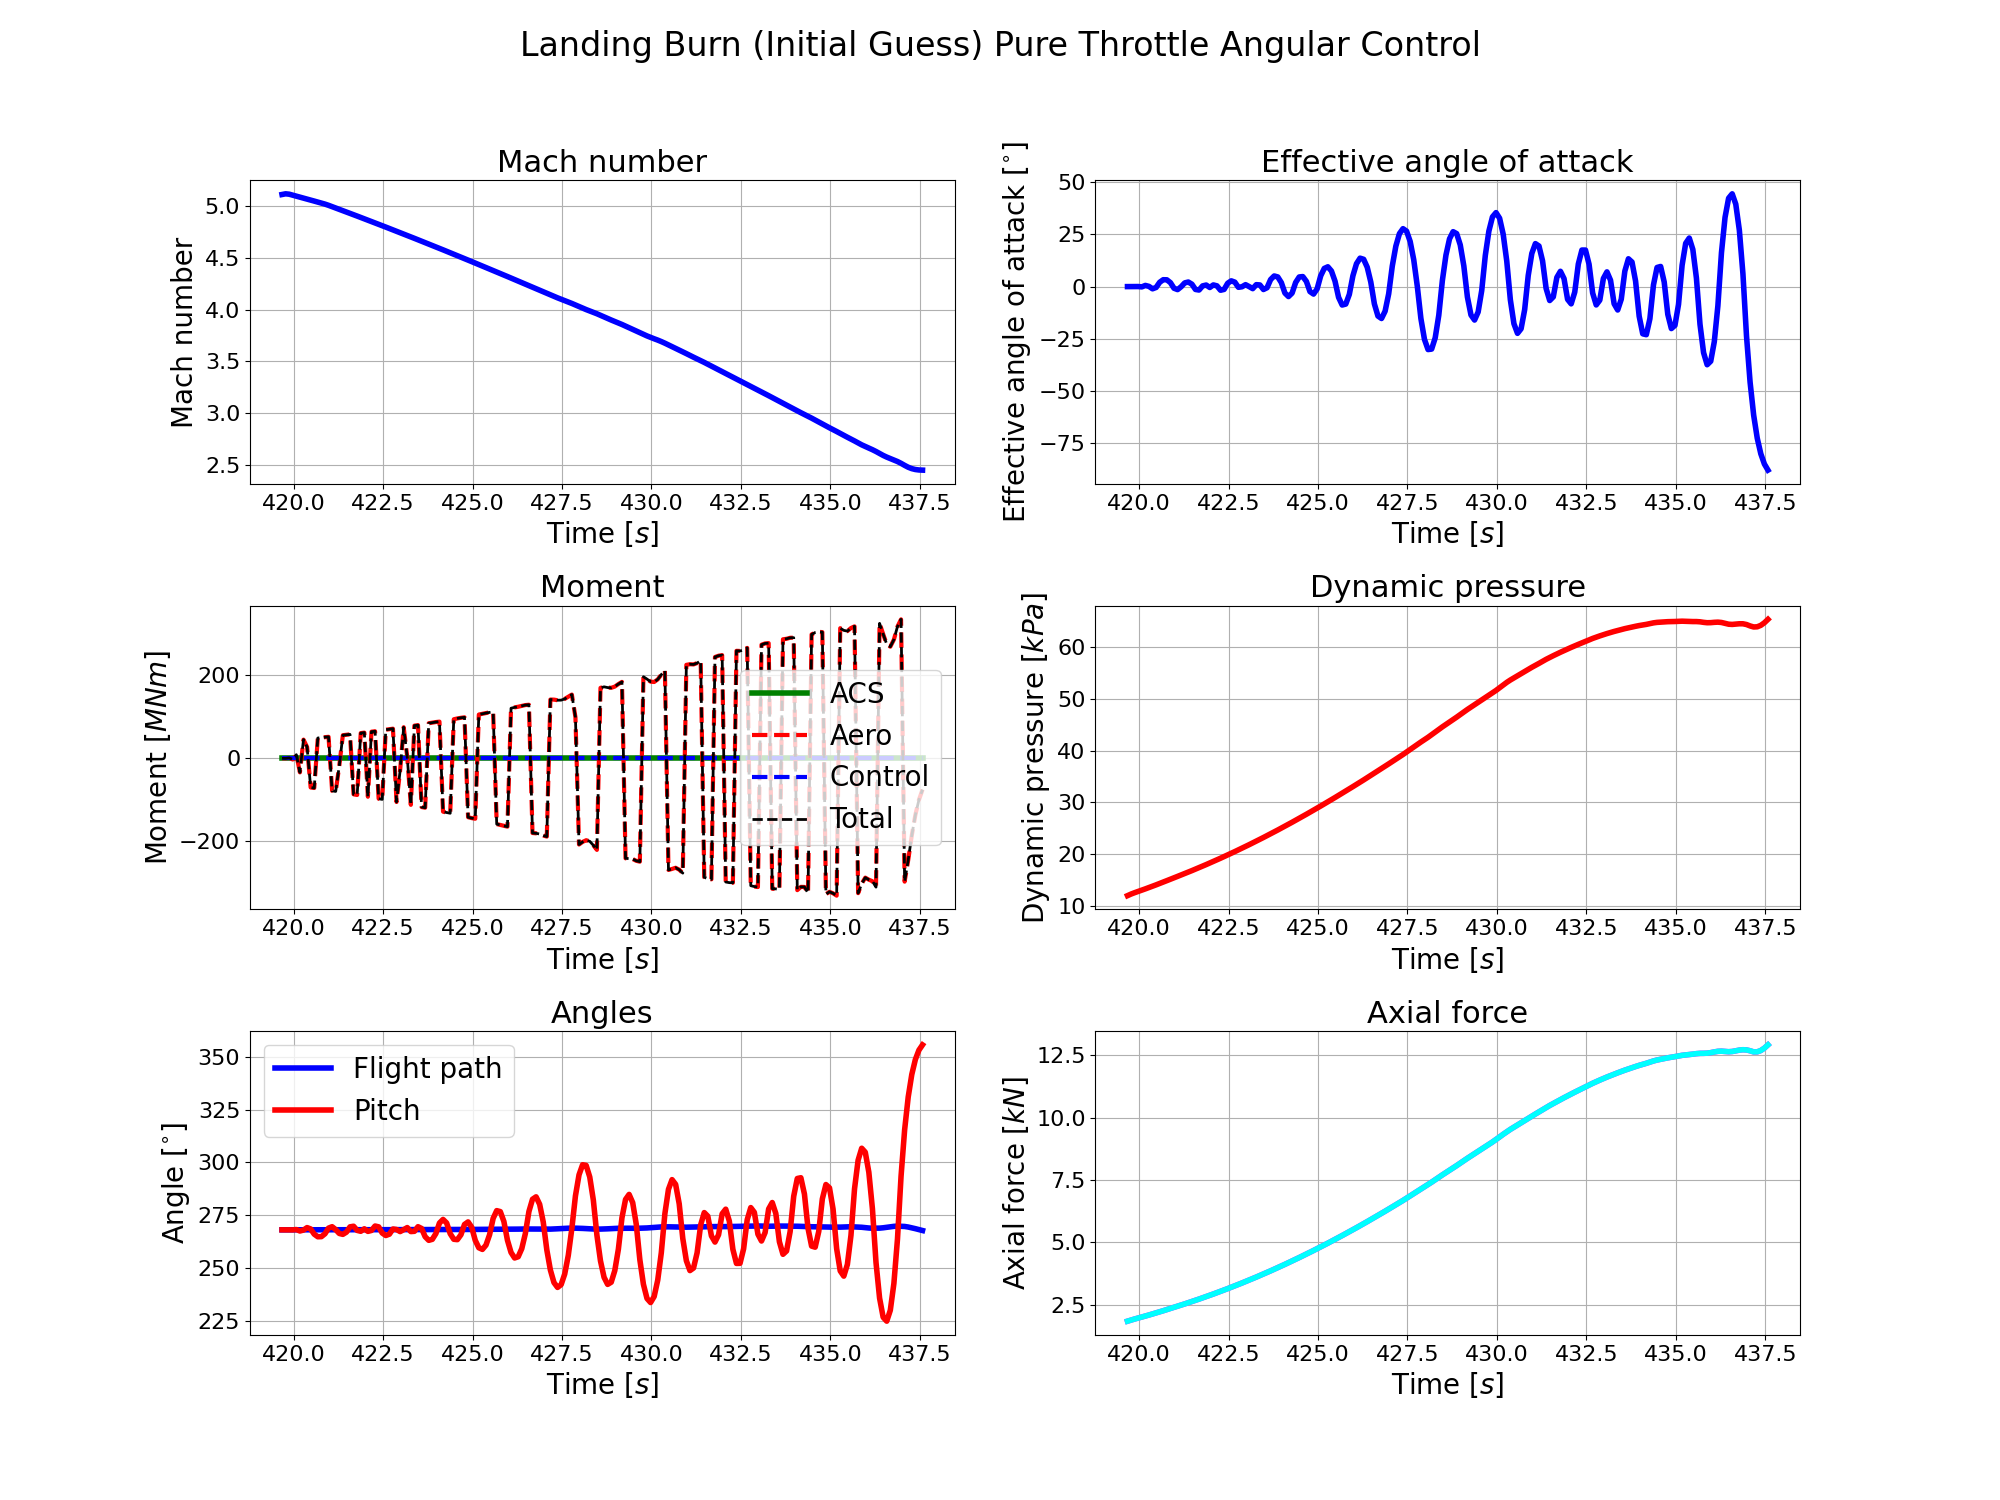 Landing Burn (Initial Guess) Pure Throttle Angular Control
Mach number
Mach number
5.0
4.5
4.0
3.5
3.0
2.5
420.0 422.5 425.0 427.5 430.0 432.5 435.0 437.5
Time [s]
Effective angle of attack
Effective angle of attack [°]
50
25
0
−25
−50
−75
420.0 422.5 425.0 427.5 430.0 432.5 435.0 437.5
Time [s]
Moment
Moment [MNm]
200
0
−200
ACS
Aero
Control
Total
420.0 422.5 425.0 427.5 430.0 432.5 435.0 437.5
Time [s]
Dynamic pressure
Dynamic pressure [kPa]
60
50
40
30
20
10
420.0 422.5 425.0 427.5 430.0 432.5 435.0 437.5
Time [s]
Angles
Angle [°]
350
325
300
275
250
225
Flight path
Pitch
420.0 422.5 425.0 427.5 430.0 432.5 435.0 437.5
Time [s]
Axial force
Axial force [kN]
12.5
10.0
7.5
5.0
2.5
420.0 422.5 425.0 427.5 430.0 432.5 435.0 437.5
Time [s]